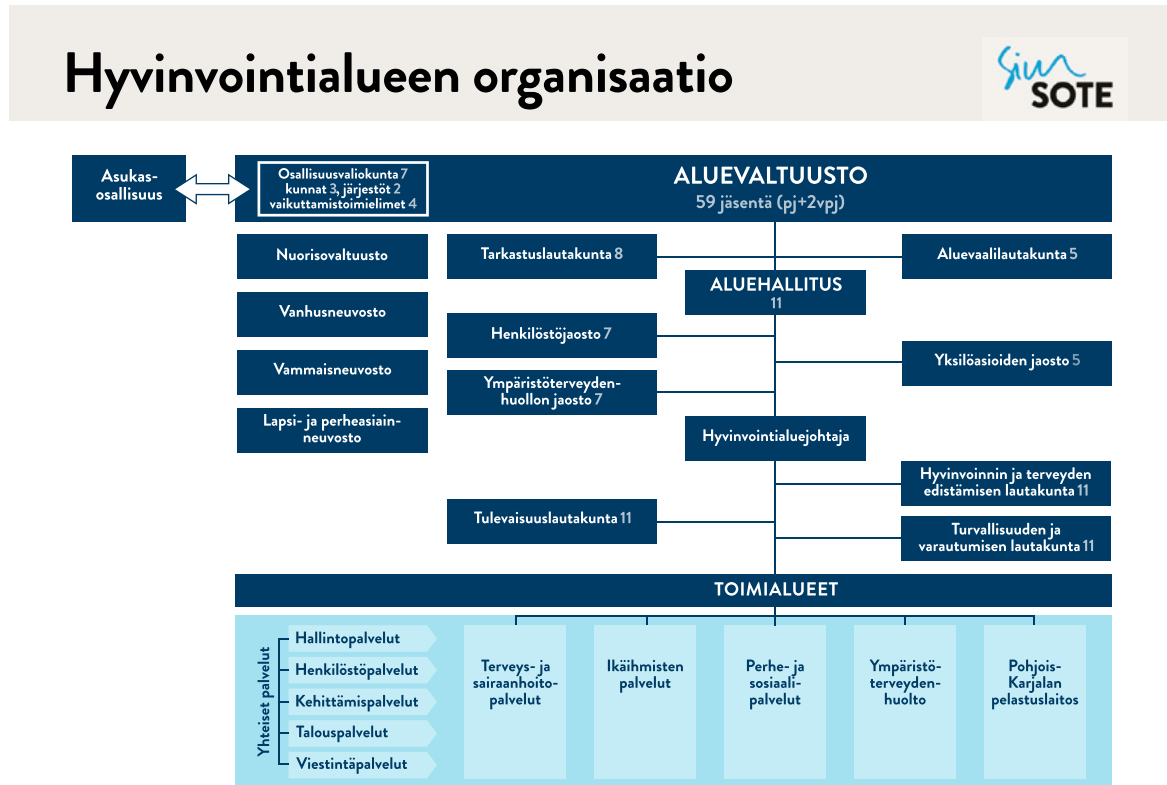 Hyvinvointialueen organisaatio
Siun
SOTE
Asukas-
osallisuus
Osallisuusvaliokunta 7
kunnat 3, järjestöt 2
vaikuttamistoimielimet 4
ALUEVALTUUSTO
59 jäsentä (pj+2vpj)
Nuorisovaltuusto
Vanhusneuvosto
Vammaisneuvosto
Lapsi- ja perheasiain-
neuvosto
Tarkastuslautakunta 8
Aluevaalilautakunta 5
ALUEHALLITUS
11
Henkilöstöjaosto 7
Yksilöasioiden jaosto 5
Ympäristöterveyden-
huollon jaosto 7
Hyvinvointialuejohtaja
Hyvinvoinnin ja terveyden
edistämisen lautakunta 11
Tulevaisuuslautakunta 11
Turvallisuuden ja
varautumisen lautakunta 11
TOIMIALUEET
Yhteiset palvelut
Hallintopalvelut
Henkilöstöpalvelut
Kehittämispalvelut
Talouspalvelut
Viestintäpalvelut
Terveys- ja
sairaanhoito-
palvelut
Ikäihmisten
palvelut
Perhe- ja
sosiaali-
palvelut
Ympäristö-
terveyden-
huolto
Pohjois-
Karjalan
pelastuslaitos